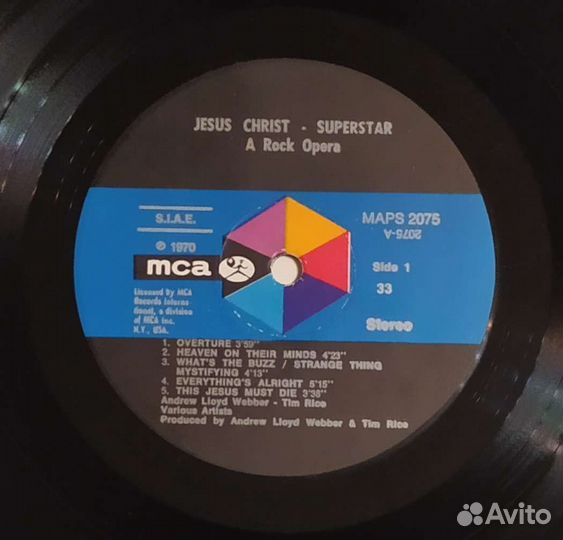 JESUS CHRIST - SUPERSTAR
A Rock Opera
S.I.A.E.
MAPS 2075
2075-A
℗ 1970
mca
Side 1
33
Licensed by MCA
Records interna
tional, a division
of MCA Inc.
N.Y., USA.
Stereo
1. OVERTURE 3'59"
2. HEAVEN ON THEIR MINDS 4'23"
3. WHAT'S THE BUZZ / STRANGE THING
MYSTIFYING 4'13"
4. EVERYTHING'S ALRIGHT 5'15"
5. THIS JESUS MUST DIE 3'38"
Andrew Lloyd Webber - Tim Rice
Various Artists
Produced by Andrew Lloyd Webber & Tim Rice
Avito